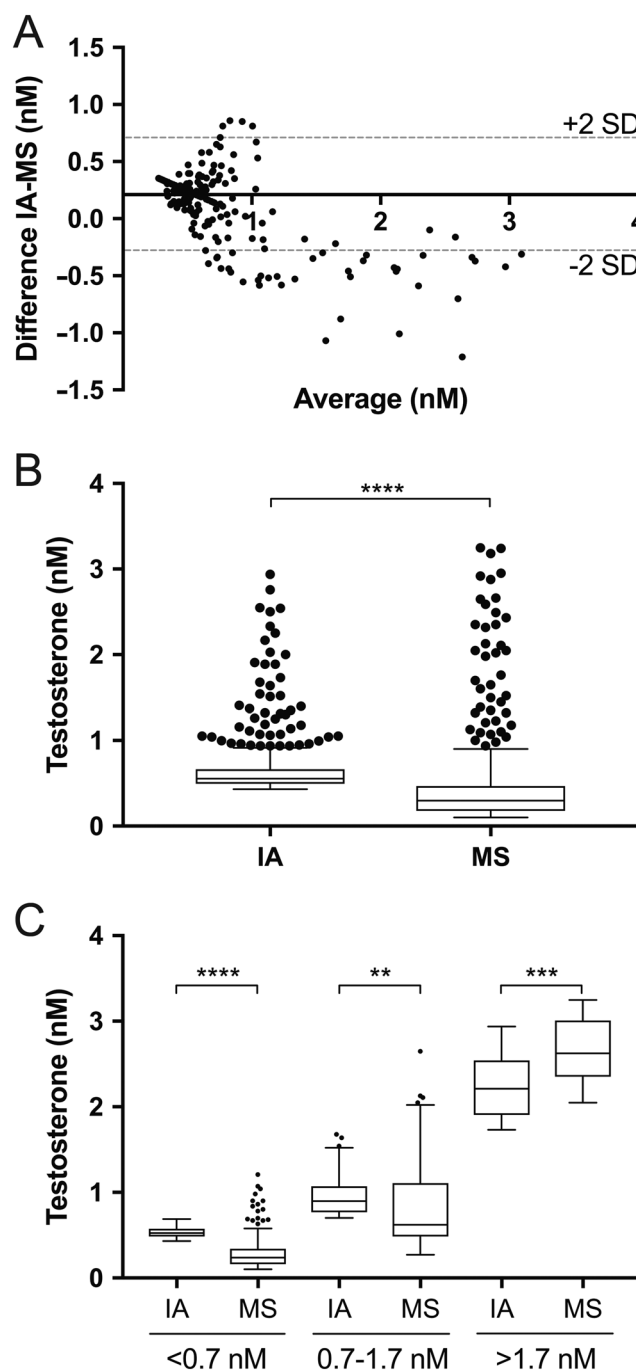 A
Difference IA-MS (nM)
1.5
1.0
0.5
0.0
-0.5
-1.0
-1.5
+2 SD
1 2 3 4
-2 SD
Average (nM)
B
Testosterone (nM)
4
3
2
1
0
****
IA MS
C
Testosterone (nM)
4
3
2
1
0
**** ** ***
IA MS IA MS IA MS
<0.7 nM 0.7-1.7 nM >1.7 nM